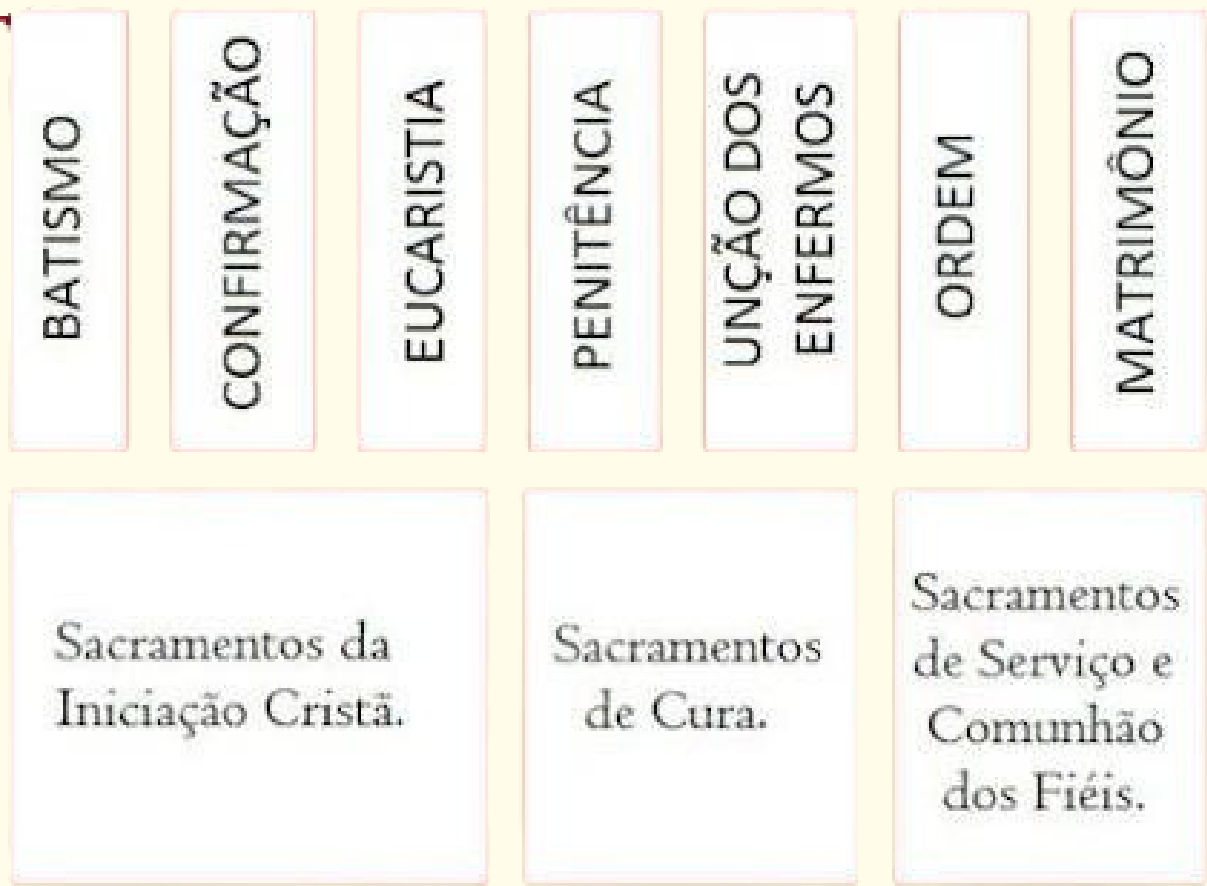 BATISMO
CONFIRMAÇÃO
EUCARISTIA
PENITÊNCIA
UNÇÃO DOS
ENFERMOS
ORDEM
MATRIMÔNIO
Sacramentos da
Iniciação Cristã.
Sacramentos
de Cura.
Sacramentos
de Serviço e
Comunhão
dos Fiéis.